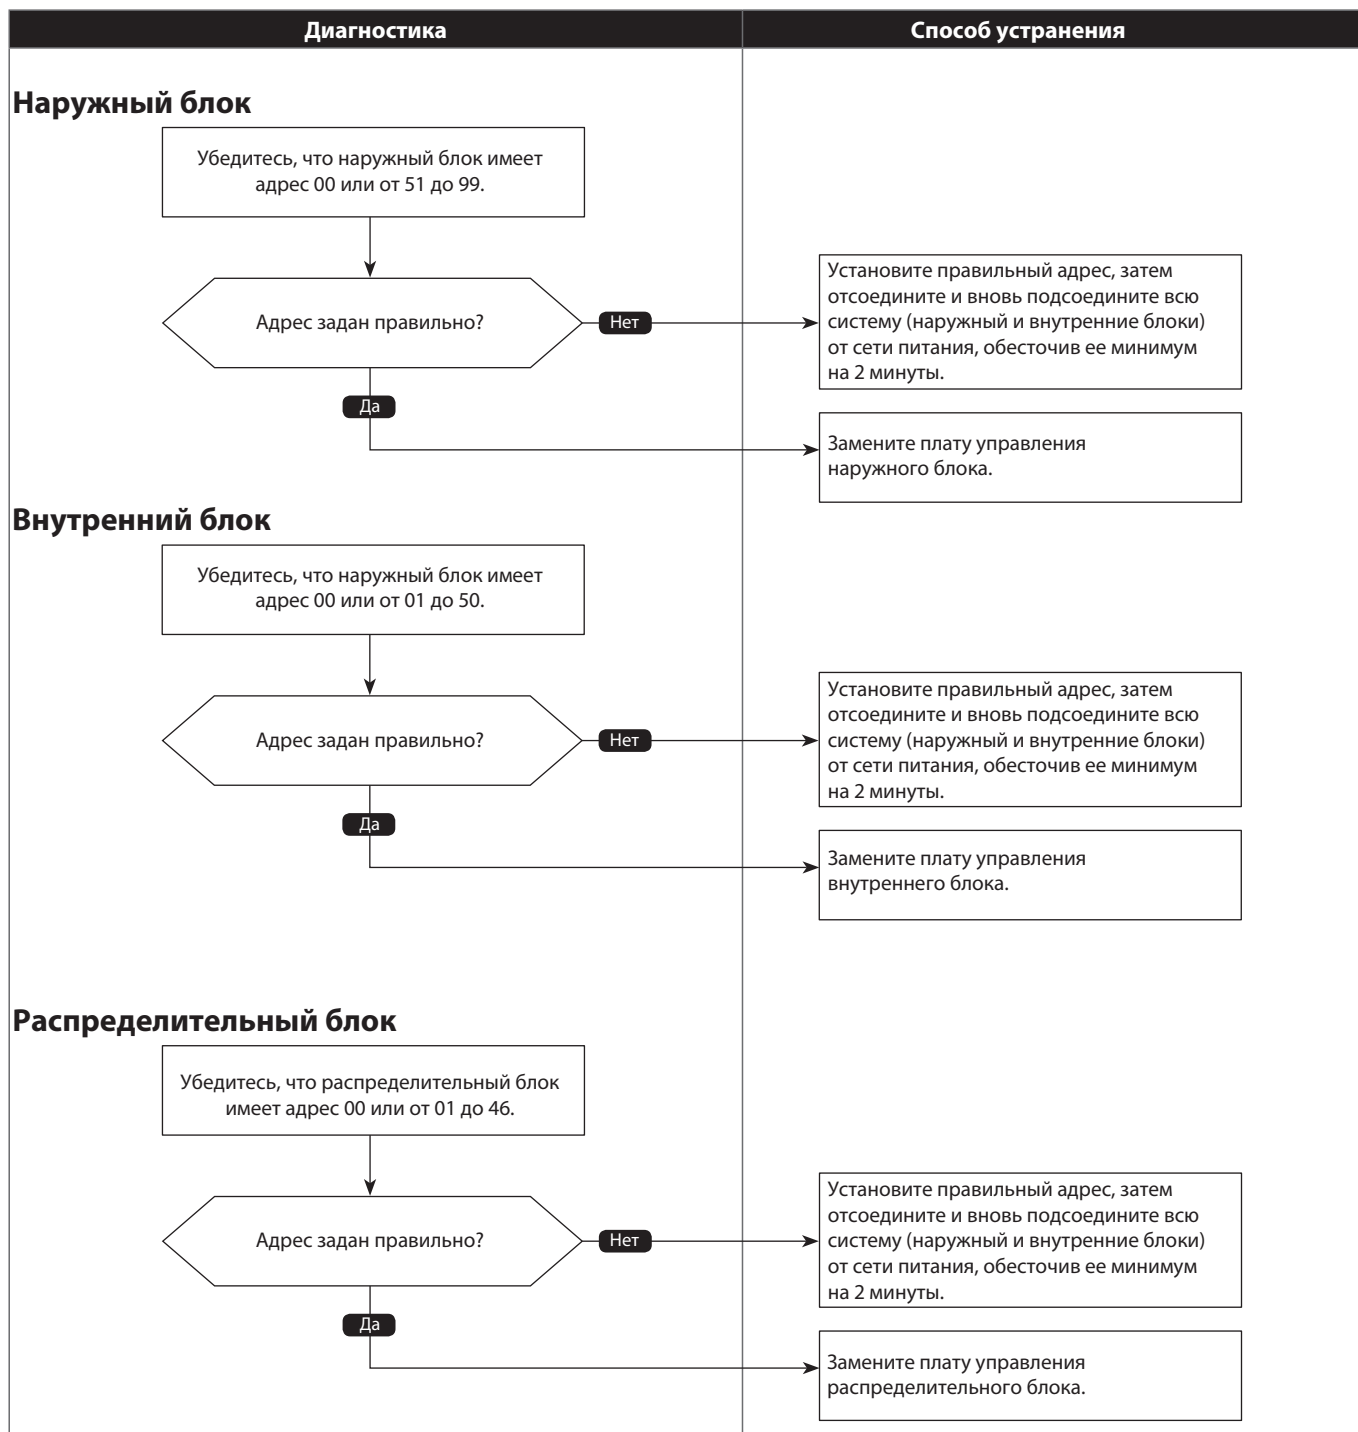 Диагностика
Способ устранения
Наружный блок
Убедитесь, что наружный блок имеет
адрес 00 или от 51 до 99.
Адрес задан правильно?
Нет
Установите правильный адрес, затем
отсоедините и вновь подсоедините всю
систему (наружный и внутренние блоки)
от сети питания, обесточив ее минимум
на 2 минуты.
Да
Замените плату управления
наружного блока.
Внутренний блок
Убедитесь, что наружный блок имеет
адрес 00 или от 01 до 50.
Адрес задан правильно?
Нет
Установите правильный адрес, затем
отсоедините и вновь подсоедините всю
систему (наружный и внутренние блоки)
от сети питания, обесточив ее минимум
на 2 минуты.
Да
Замените плату управления
внутреннего блока.
Распределительный блок
Убедитесь, что распределительный блок
имеет адрес 00 или от 01 до 46.
Адрес задан правильно?
Нет
Установите правильный адрес, затем
отсоедините и вновь подсоедините всю
систему (наружный и внутренние блоки)
от сети питания, обесточив ее минимум
на 2 минуты.
Да
Замените плату управления
распределительного блока.